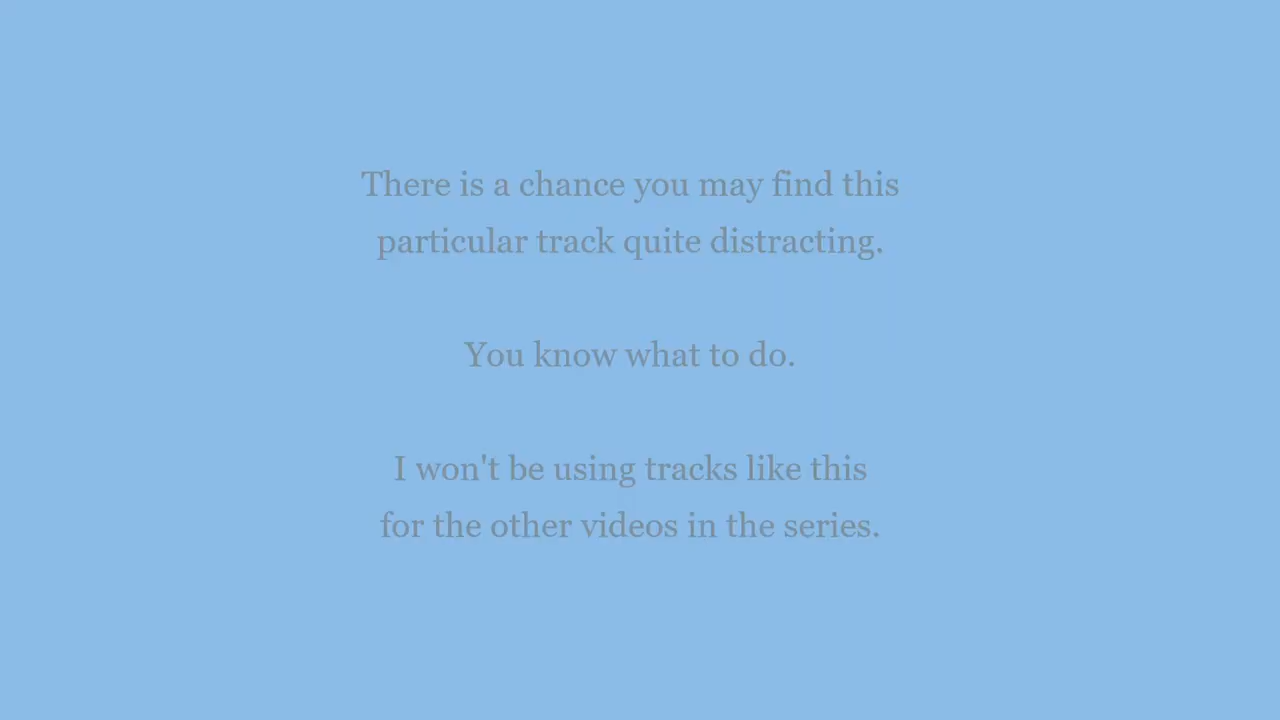 There is a chance you may find this
particular track quite distracting.
You know what to do.
I won't be using tracks like this
for the other videos in the series.